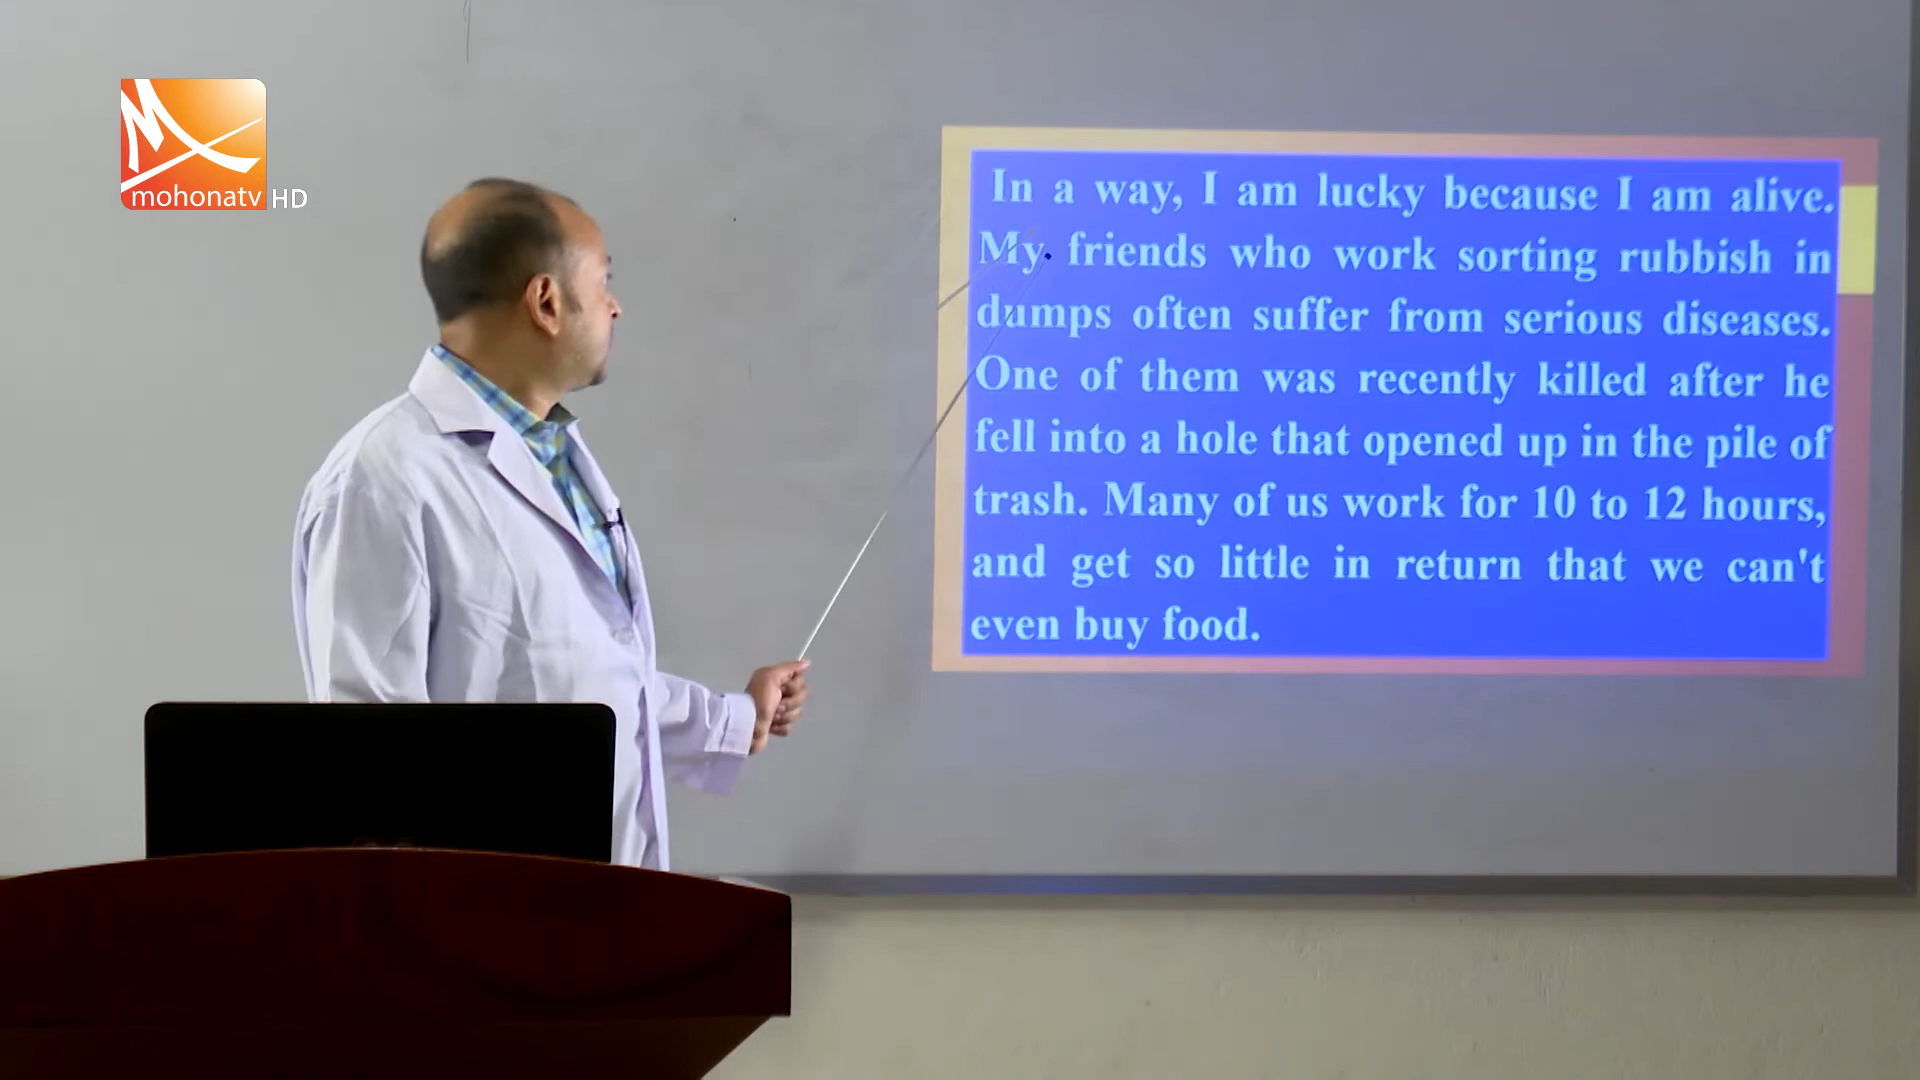 mohonatv HD
In a way, I am lucky because I am alive.
My friends who work sorting rubbish in
dumps often suffer from serious diseases.
One of them was recently killed after he
fell into a hole that opened up in the pile of
trash. Many of us work for 10 to 12 hours,
and get so little in return that we can't
even buy food.